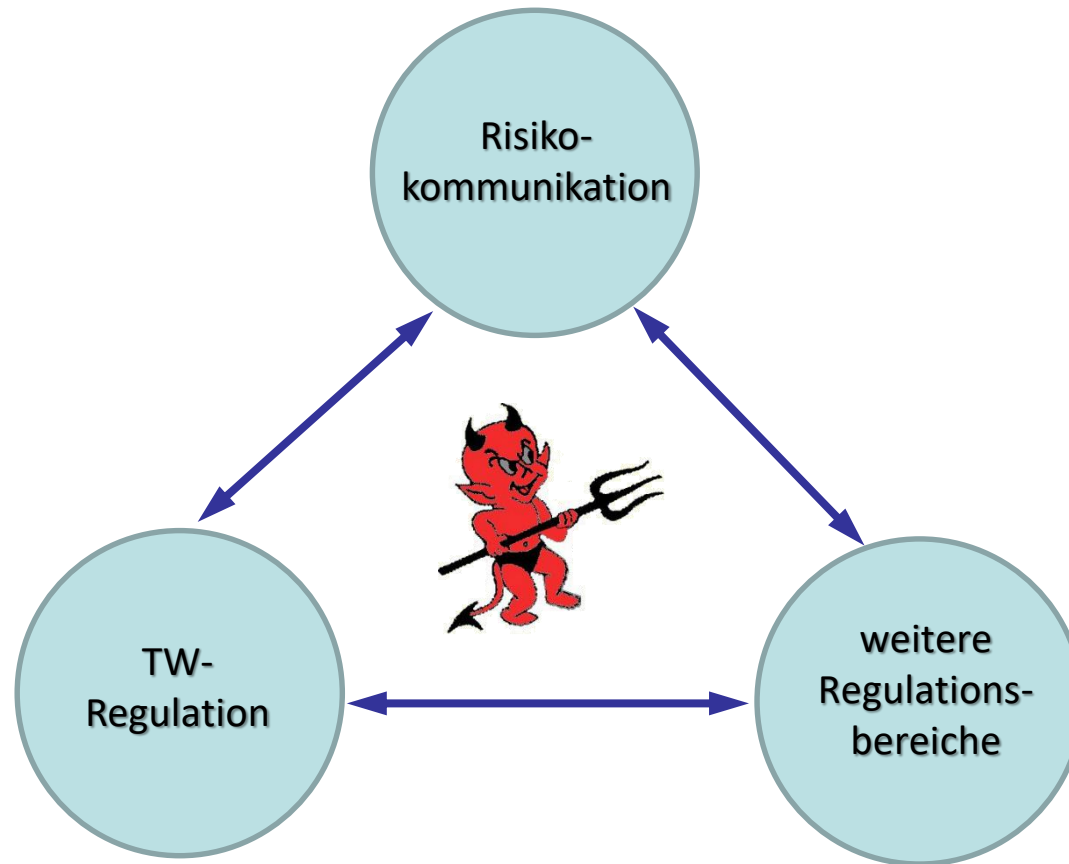 Risiko-
kommunikation
TW-
Regulation
weitere
Regulations-
bereiche